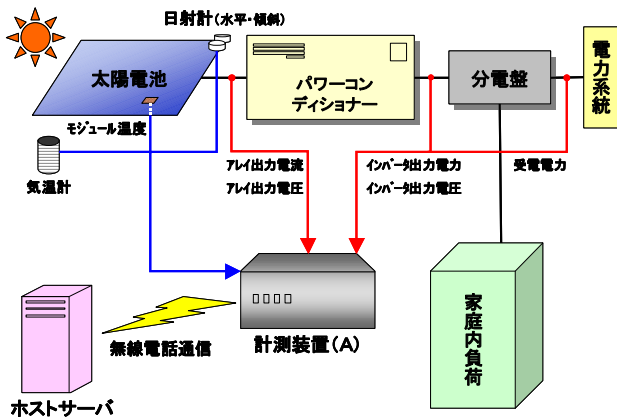 日射計(水平・傾斜)
太陽電池
パワーコン
ディショナー
分電盤
電力系統
モジュール温度
気温計
アレイ出力電流
アレイ出力電圧
インバータ出力電力
インバータ出力電圧
受電電力
家庭内負荷
無線電話通信
計測装置(A)
ホストサーバ